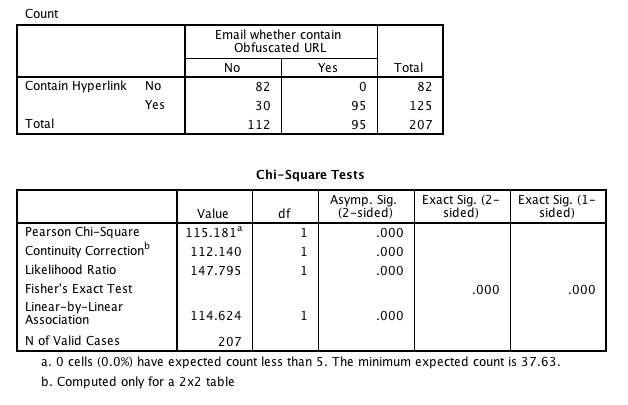 Count
Email whether contain
Obfuscated URL
No Yes Total
Contain Hyperlink No 82 0 82
Yes 30 95 125
Total 112 95 207
Chi-Square Tests
Value df Asymp. Sig. (2-sided) Exact Sig. (2-sided) Exact Sig. (1-sided)
Pearson Chi-Square 115.181a 1 .000
Continuity Correctionb 112.140 1 .000
Likelihood Ratio 147.795 1 .000
Fisher's Exact Test .000 .000
Linear-by-Linear Association 114.624 1 .000
N of Valid Cases 207
a. 0 cells (0.0%) have expected count less than 5. The minimum expected count is 37.63.
b. Computed only for a 2x2 table